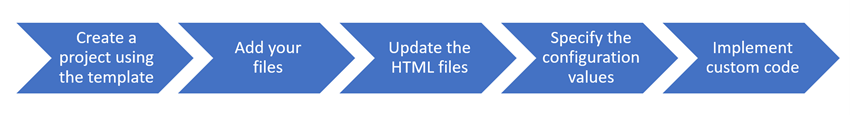 Create a
project using
the template
Add your
files
Update the
HTML files
Specify the
configuration
values
Implement
custom code